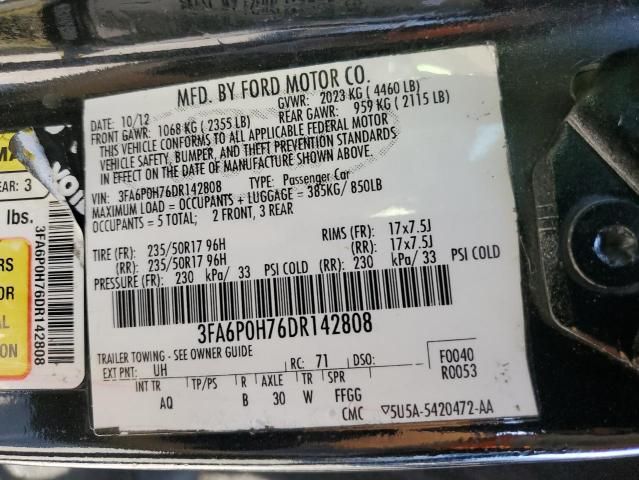 MFD. BY FORD MOTOR CO.
DATE: 10/12 GVWR: 2023 KG ( 4460 LB)
FRONT GAWR: 1068 KG ( 2355 LB) REAR GAWR: 959 KG ( 2115 LB)
THIS VEHICLE CONFORMS TO ALL APPLICABLE FEDERAL MOTOR
VEHICLE SAFETY, BUMPER, AND THEFT PREVENTION STANDARDS
IN EFFECT ON THE DATE OF MANUFACTURE SHOWN ABOVE.
VIN: 3FA6P0H76DR142808 TYPE: Passenger Car
MAXIMUM LOAD = OCCUPANTS + LUGGAGE = 385KG/ 850LB
OCCUPANTS = 5 TOTAL; 2 FRONT, 3 REAR
TIRE (FR): 235/50R17 96H RIMS (FR): 17x7.5J
(RR): 235/50R17 96H (RR): 17x7.5J
PRESSURE (FR): 230 kPa/ 33 PSI COLD (RR): 230 kPa/ 33 PSI COLD
3FA6P0H76DR142808
TRAILER TOWING - SEE OWNER GUIDE
EXT PNT: UH RC: 71 DSO: F0040
R0053
INT TR TP/PS R AXLE TR SPR
AQ B 30 W FFGG
CMC ▽5U5A-5420472-AA
EAR: 3
lbs.
VOI
3FA6P0H76DR142808
ERS
OR
TION